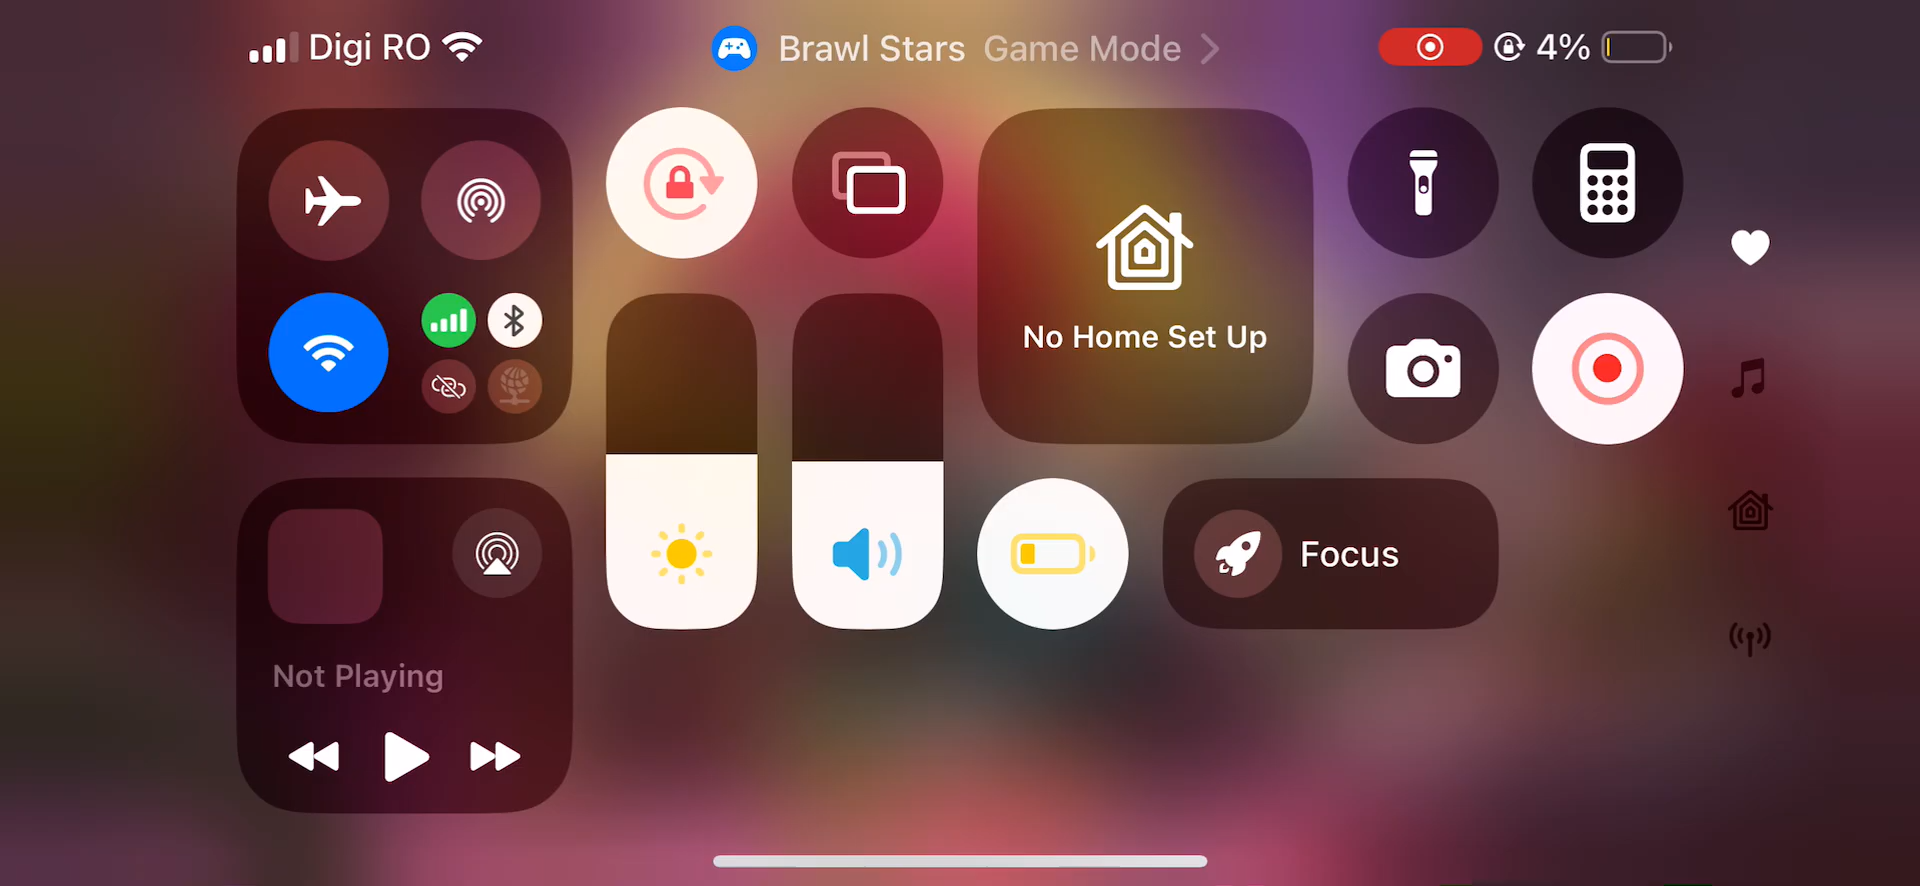 Digi RO
Brawl Stars Game Mode
4%
No Home Set Up
Focus
Not Playing